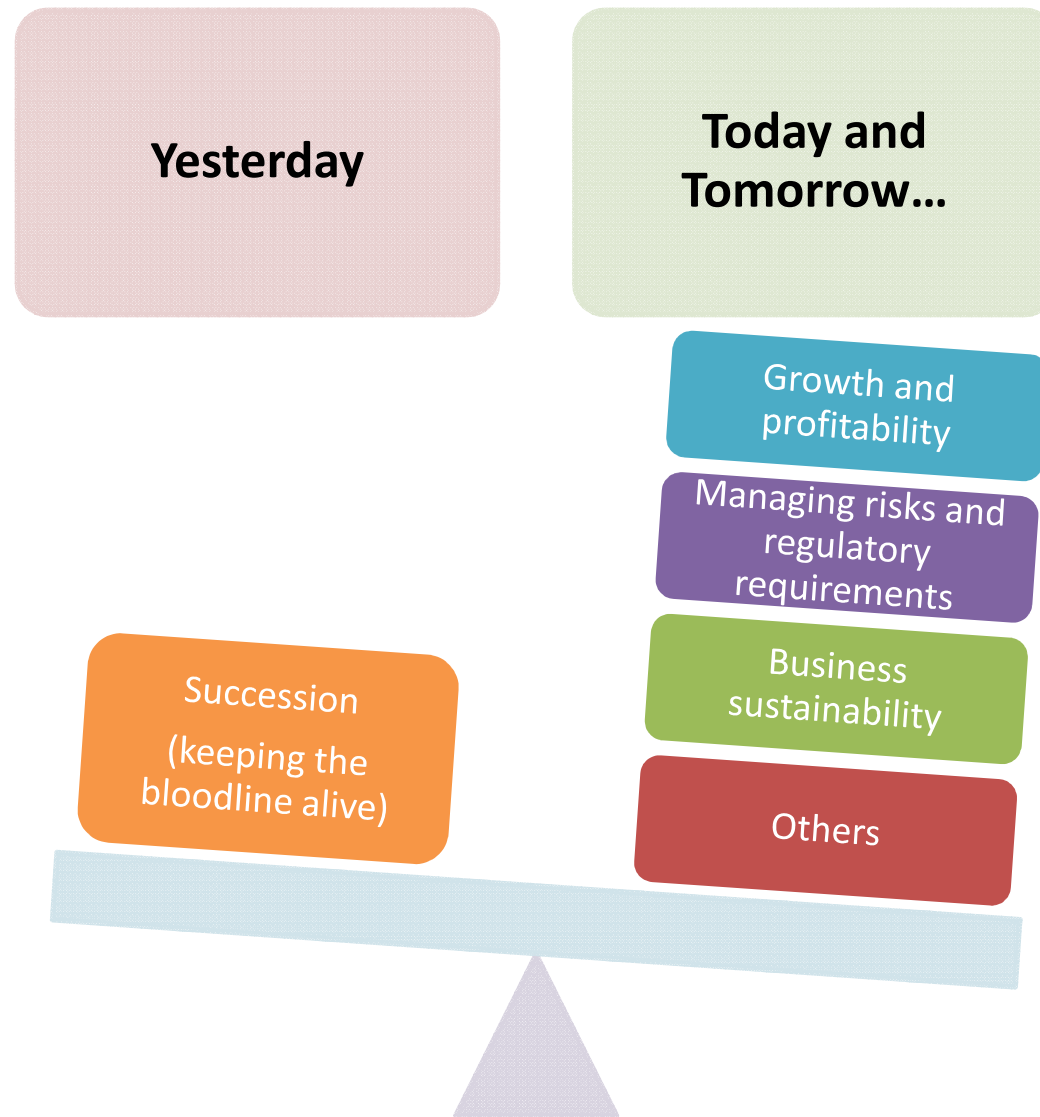 Yesterday
Today and
Tomorrow…
Growth and
profitability
Managing risks and
regulatory
requirements
Business
sustainability
Others
Succession
(keeping the
bloodline alive)